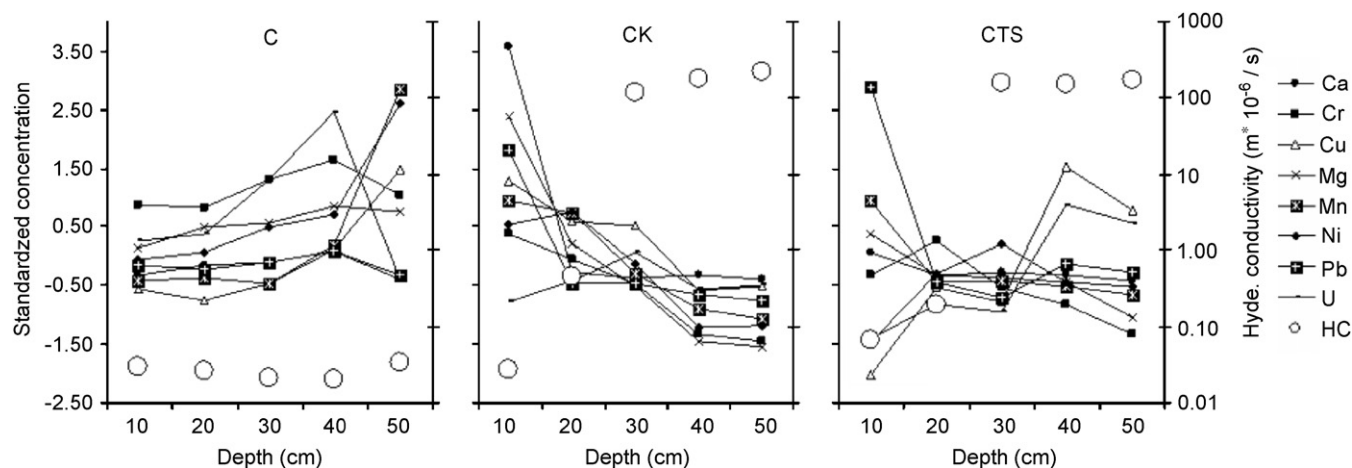 C
CK
CTS
Standarized concentration
3.50
2.50
1.50
0.50
-0.50
-1.50
-2.50
10 20 30 40 50
10 20 30 40 50
10 20 30 40 50
Depth (cm)
Depth (cm)
Depth (cm)
1000
100
10
1.00
0.10
0.01
Hyde. conductivity (m* 10-6 / s)
Ca
Cr
Cu
Mg
Mn
Ni
Pb
U
HC